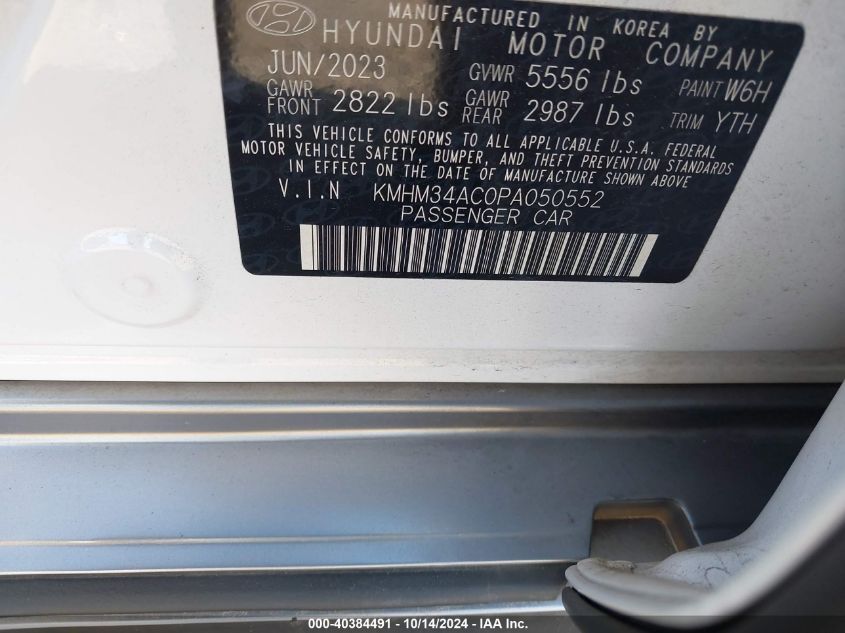 MANUFACTURED IN KOREA BY
HYUNDAI MOTOR COMPANY
JUN/2023 GVWR 5556 lbs PAINT W6H
GAWR FRONT 2822 lbs GAWR REAR 2987 lbs TRIM YTH
THIS VEHICLE CONFORMS TO ALL APPLICABLE U.S.A. FEDERAL
MOTOR VEHICLE SAFETY, BUMPER, AND THEFT PREVENTION STANDARDS
IN EFFECT ON THE DATE OF MANUFACTURE SHOWN ABOVE
V.I.N KMHM34AC0PA050552
PASSENGER CAR
000-40384491 - 10/14/2024 - IAA Inc.